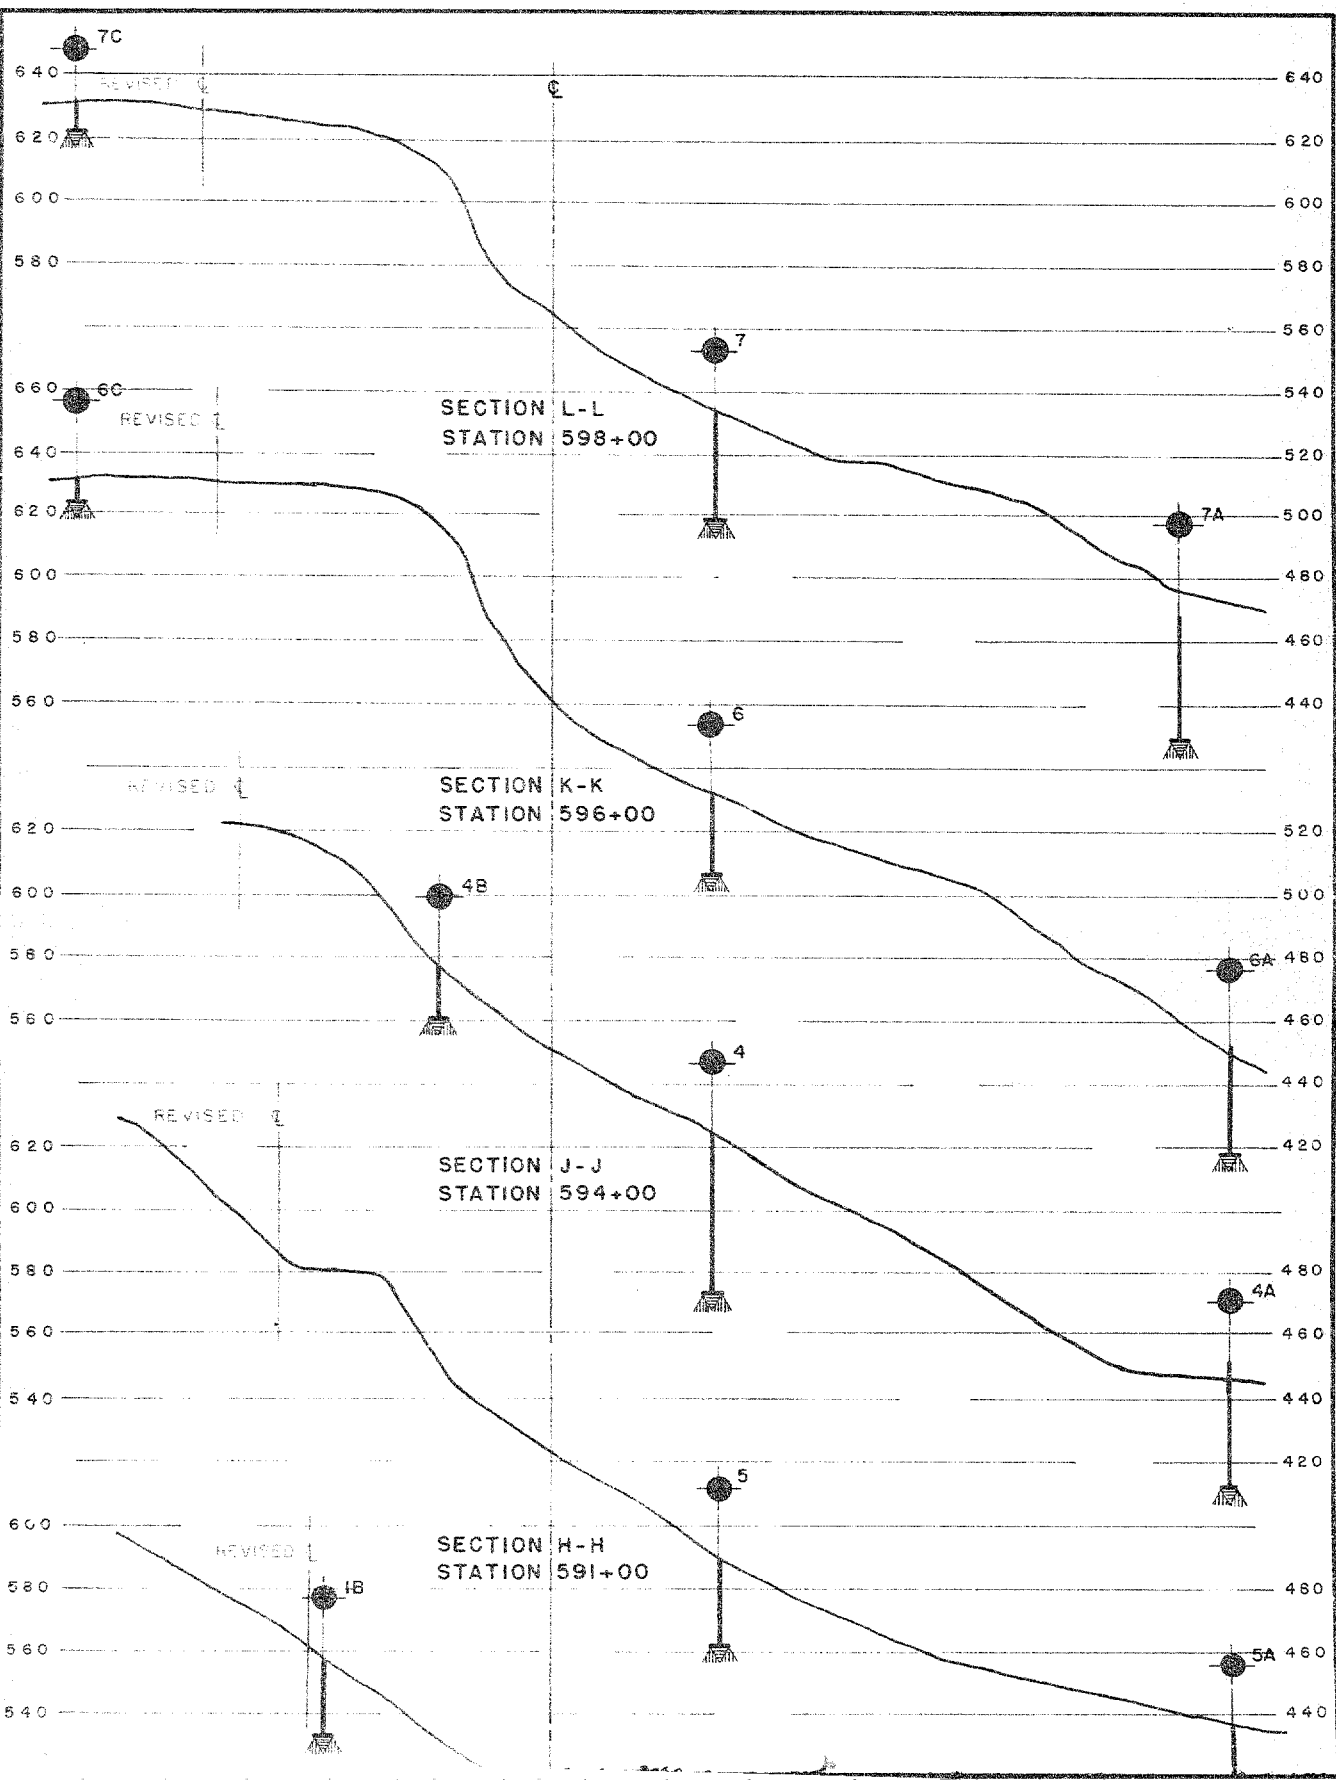 7C
640 640
REVISED ℄
℄
620 620
600 600
580 580
560
7
660 540
6C
REVISED ℄
SECTION L-L
STATION 598+00
640 520
620 500
7A
600 480
580 460
560 440
6
REVISED ℄
SECTION K-K
STATION 596+00
620 520
600 500
4B
580 480
6A
560 460
4
440
REVISED ℄
620 420
SECTION J-J
STATION 594+00
600
580 480
4A
560 460
540 440
420
5
600
REVISED ℄
SECTION H-H
STATION 591+00
580 480
1B
560 460
5A
540 440